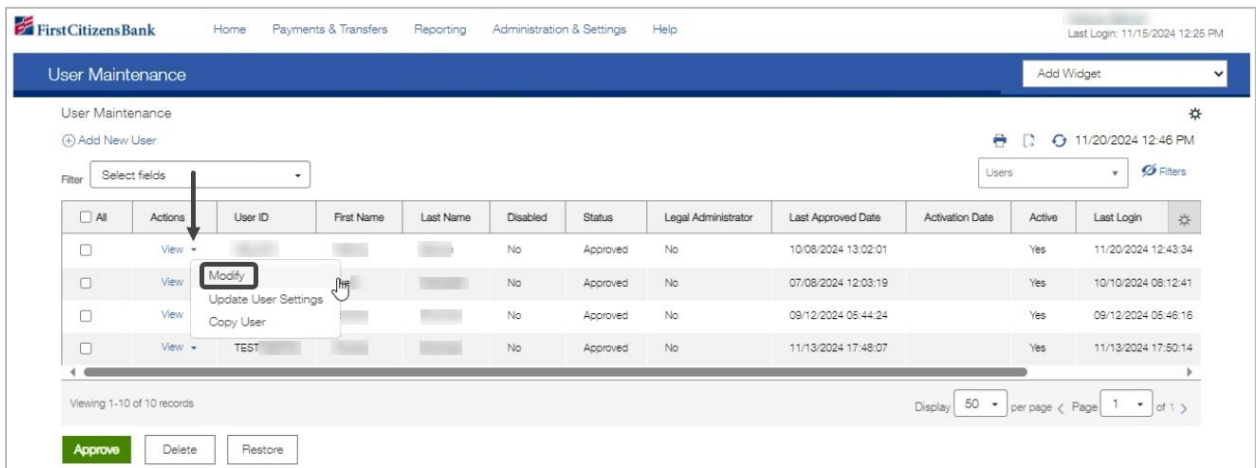 FirstCitizensBank Home Payments & Transfers Reporting Administration & Settings Help
Last Login: 11/15/2024 12:25 PM
User Maintenance Add Widget
User Maintenance
Add New User 11/20/2024 12:46 PM
Filter Select fields Users Filters
All Actions User ID First Name Last Name Disabled Status Legal Administrator Last Approved Date Activation Date Active Last Login
View No Approved No 10/08/2024 13:02:01 Yes 11/20/2024 12:43:34
Modify
View No Approved No 07/08/2024 12:03:19 Yes 10/10/2024 08:12:41
Update User Settings
View No Approved No 09/12/2024 05:44:24 Yes 09/12/2024 05:46:16
Copy User
View TEST No Approved No 11/13/2024 17:48:07 Yes 11/13/2024 17:50:14
Viewing 1-10 of 10 records Display 50 per page Page 1 of 1
Approve Delete Restore